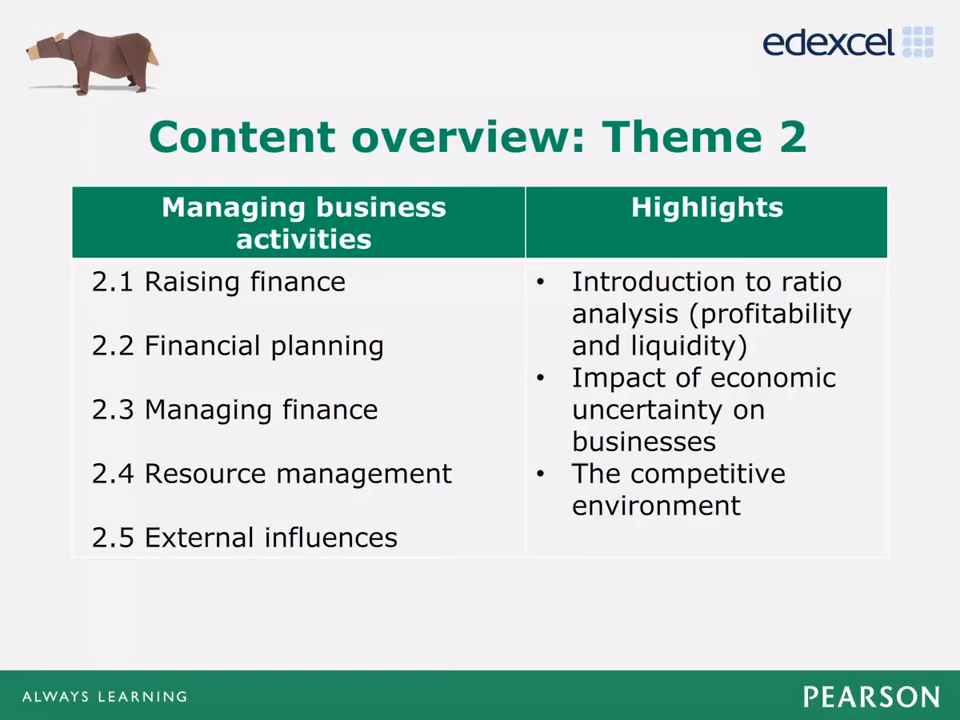 edexcel
Content overview: Theme 2
Managing business
activities
Highlights
2.1 Raising finance
2.2 Financial planning
2.3 Managing finance
2.4 Resource management
2.5 External influences
• Introduction to ratio
analysis (profitability
and liquidity)
• Impact of economic
uncertainty on
businesses
• The competitive
environment
ALWAYS LEARNING
PEARSON